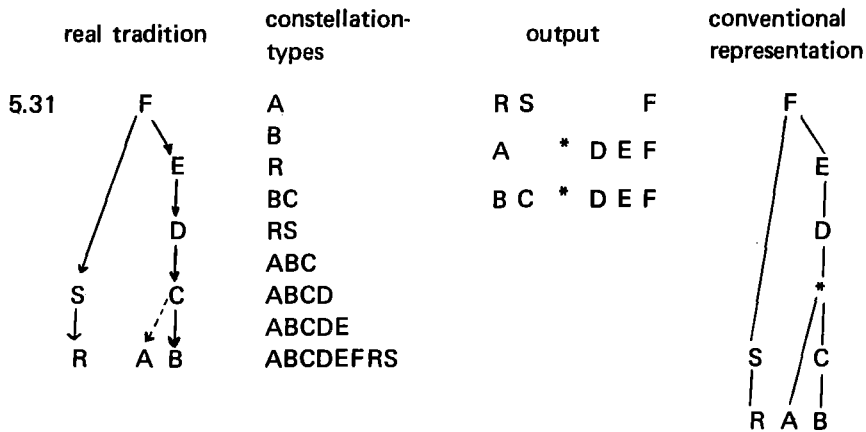 real tradition constellation-types output conventional representation
5.31 F A R S F F
B
E R A * D E F E
BC B C * D E F
D RS D
ABC
S C ABCD *
ABCDE
R A B ABCDEFRS S C
R A B